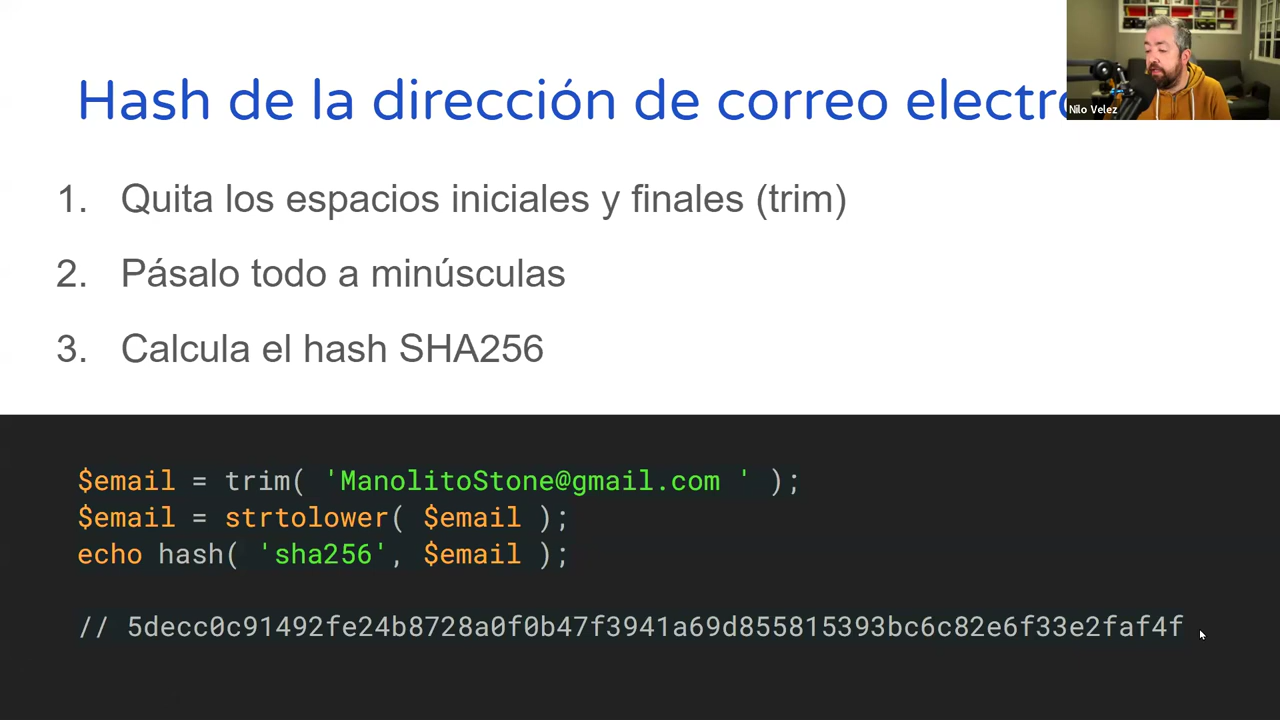 Hash de la dirección de correo electró
Nilo Velez
1. Quita los espacios iniciales y finales (trim)
2. Pásalo todo a minúsculas
3. Calcula el hash SHA256
$email = trim( 'ManolitoStone@gmail.com ' );
$email = strtolower( $email );
echo hash( 'sha256', $email );
// 5decc0c91492fe24b8728a0f0b47f3941a69d855815393bc6c82e6f33e2faf4f